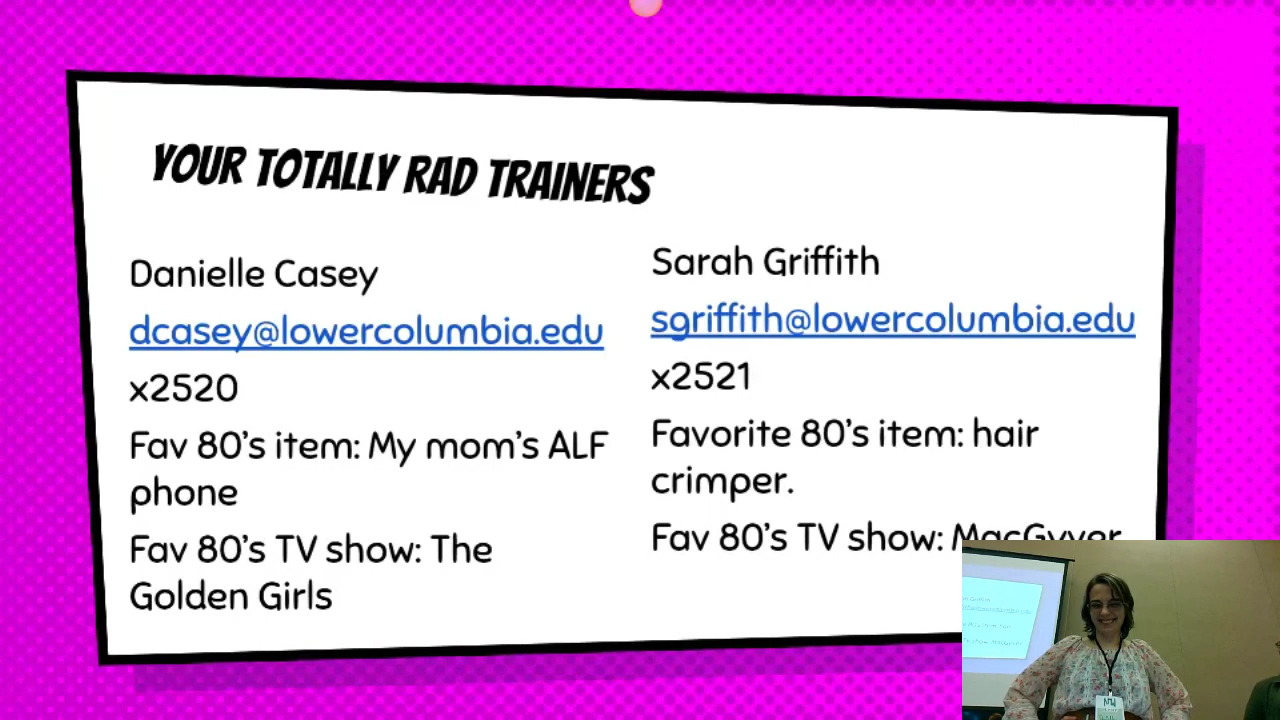 YOUR TOTALLY RAD TRAINERS
Danielle Casey
dcasey@lowercolumbia.edu
x2520
Fav 80's item: My mom's ALF
phone
Fav 80's TV show: The
Golden Girls
Sarah Griffith
sgriffith@lowercolumbia.edu
x2521
Favorite 80's item: hair
crimper.
Fav 80's TV show: MacGyver